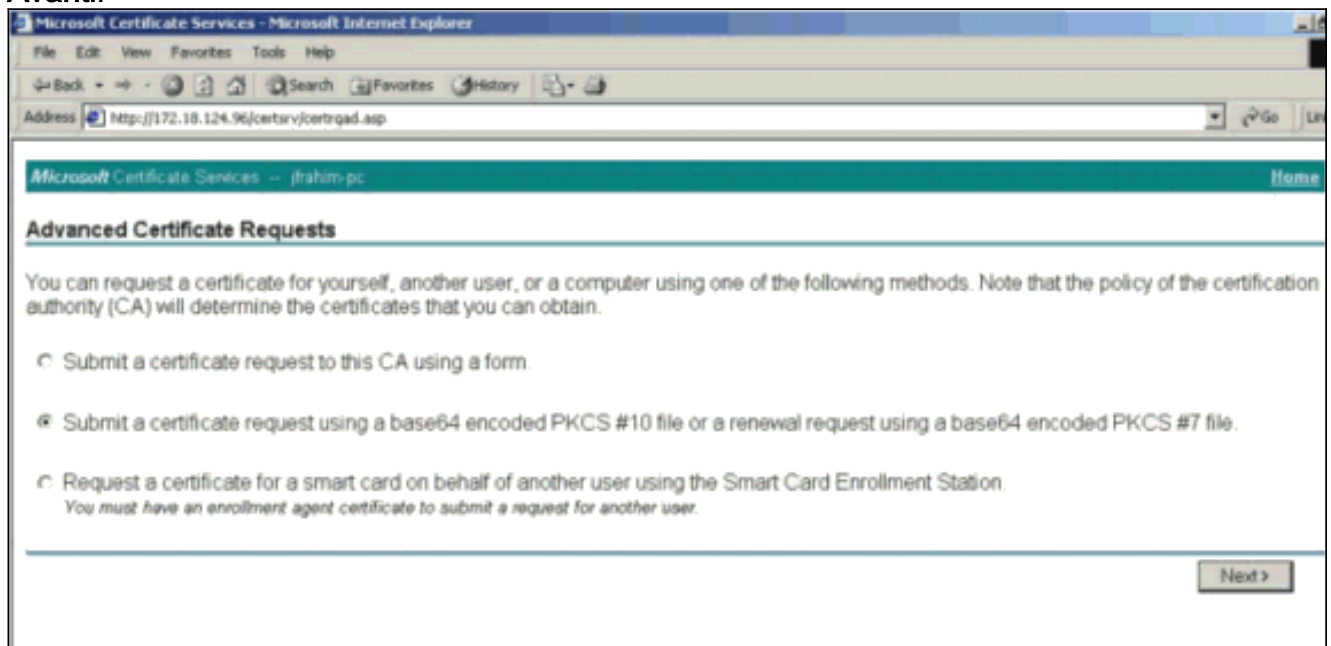 Microsoft Certificate Services - Microsoft Internet Explorer
File Edit View Favorites Tools Help
Back Search Favorites History
Address http://172.18.124.96/certsrv/certrqad.asp Go
Microsoft Certificate Services -- jfrahim-pc Home
Advanced Certificate Requests
You can request a certificate for yourself, another user, or a computer using one of the following methods. Note that the policy of the certification
authority (CA) will determine the certificates that you can obtain.
Submit a certificate request to this CA using a form.
Submit a certificate request using a base64 encoded PKCS #10 file or a renewal request using a base64 encoded PKCS #7 file.
Request a certificate for a smart card on behalf of another user using the Smart Card Enrollment Station.
You must have an enrollment agent certificate to submit a request for another user.
Next >